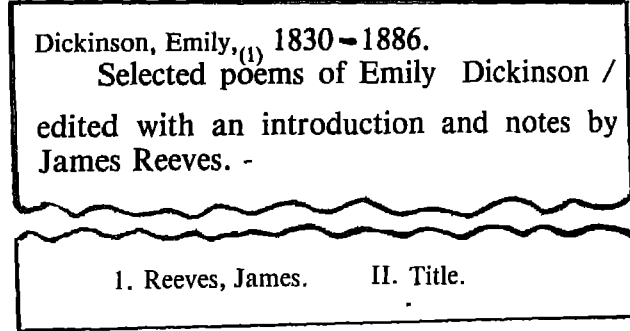 Dickinson, Emily,(1) 1830-1886.
Selected poems of Emily Dickinson /
edited with an introduction and notes by
James Reeves. -
1. Reeves, James. II. Title.